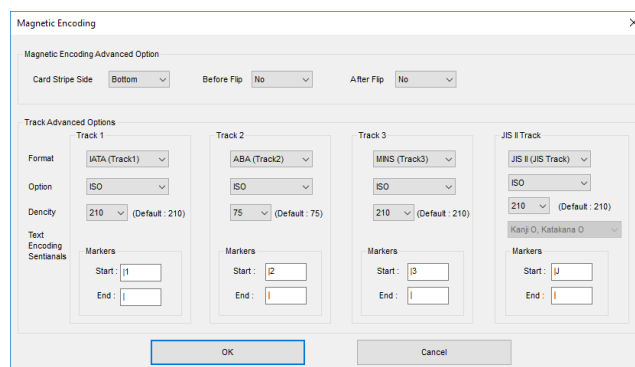 Magnetic Encoding
Magnetic Encoding Advanced Option
Card Stripe Side Bottom Before Flip No After Flip No
Track Advanced Options
Track 1 Track 2 Track 3 JIS II Track
Format IATA (Track1) ABA (Track2) MINS (Track3) JIS II (JIS Track)
Option ISO ISO ISO ISO
Dencity 210 (Default : 210) 75 (Default : 75) 210 (Default : 210) 210 (Default : 210)
Kanji O, Katakana O
Text
Encoding
Sentianals
Markers Markers Markers Markers
Start : |1 Start : |2 Start : |3 Start : |J
End : | End : | End : | End : |
OK Cancel